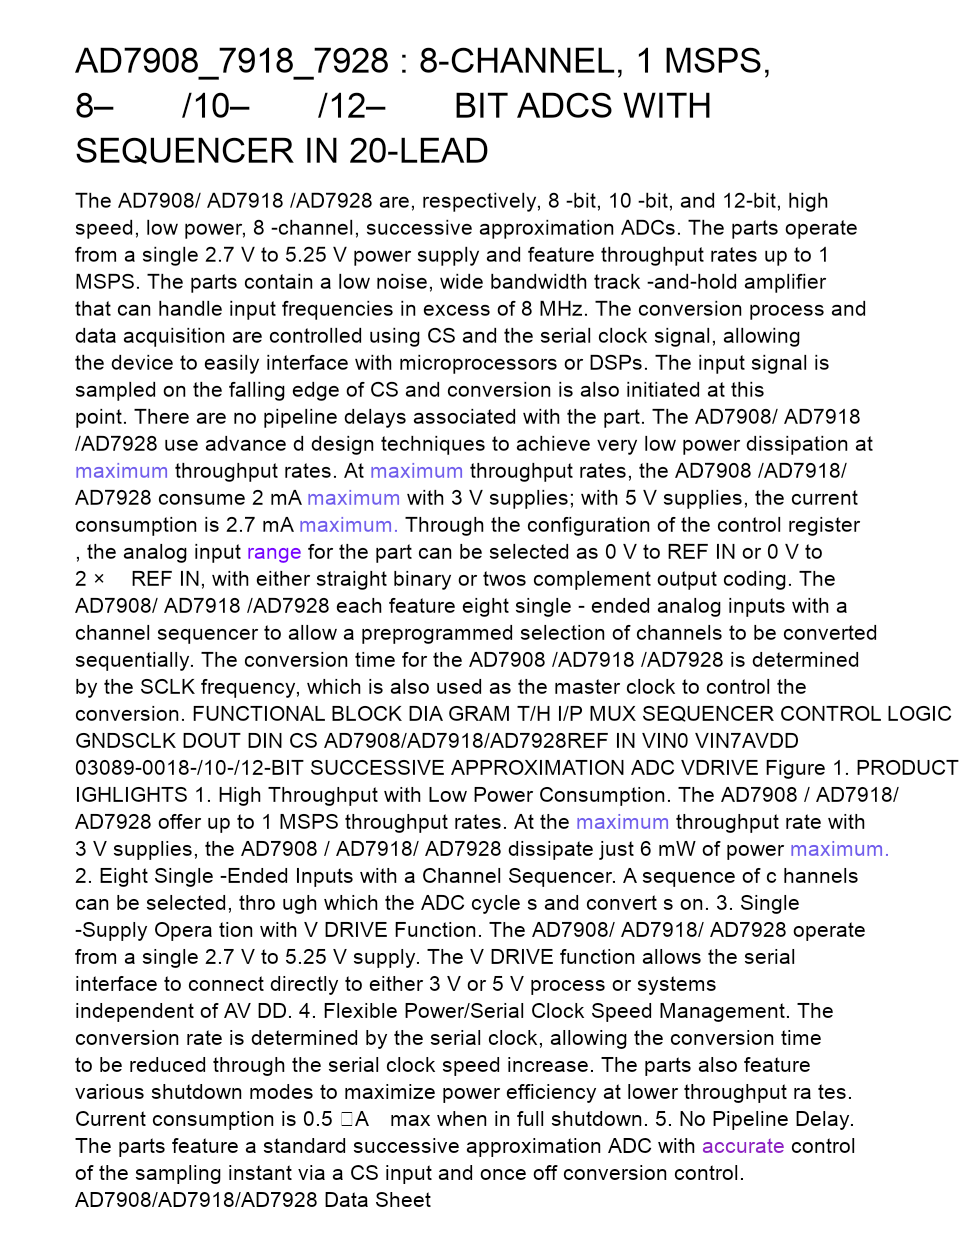 AD7908_7918_7928 : 8-CHANNEL, 1 MSPS,
8– /10– /12– BIT ADCS WITH
SEQUENCER IN 20-LEAD
The AD7908/ AD7918 /AD7928 are, respectively, 8 -bit, 10 -bit, and 12-bit, high
speed, low power, 8 -channel, successive approximation ADCs. The parts operate
from a single 2.7 V to 5.25 V power supply and feature throughput rates up to 1
MSPS. The parts contain a low noise, wide bandwidth track -and-hold amplifier
that can handle input frequencies in excess of 8 MHz. The conversion process and
data acquisition are controlled using CS and the serial clock signal, allowing
the device to easily interface with microprocessors or DSPs. The input signal is
sampled on the falling edge of CS and conversion is also initiated at this
point. There are no pipeline delays associated with the part. The AD7908/ AD7918
/AD7928 use advance d design techniques to achieve very low power dissipation at
maximum throughput rates. At maximum throughput rates, the AD7908 /AD7918/
AD7928 consume 2 mA maximum with 3 V supplies; with 5 V supplies, the current
consumption is 2.7 mA maximum. Through the configuration of the control register
, the analog input range for the part can be selected as 0 V to REF IN or 0 V to
2 × REF IN, with either straight binary or twos complement output coding. The
AD7908/ AD7918 /AD7928 each feature eight single - ended analog inputs with a
channel sequencer to allow a preprogrammed selection of channels to be converted
sequentially. The conversion time for the AD7908 /AD7918 /AD7928 is determined
by the SCLK frequency, which is also used as the master clock to control the
conversion. FUNCTIONAL BLOCK DIA GRAM T/H I/P MUX SEQUENCER CONTROL LOGIC
GNDSCLK DOUT DIN CS AD7908/AD7918/AD7928REF IN VIN0 VIN7AVDD
03089-0018-/10-/12-BIT SUCCESSIVE APPROXIMATION ADC VDRIVE Figure 1. PRODUCT
IGHLIGHTS 1. High Throughput with Low Power Consumption. The AD7908 / AD7918/
AD7928 offer up to 1 MSPS throughput rates. At the maximum throughput rate with
3 V supplies, the AD7908 / AD7918/ AD7928 dissipate just 6 mW of power maximum.
2. Eight Single -Ended Inputs with a Channel Sequencer. A sequence of c hannels
can be selected, thro ugh which the ADC cycle s and convert s on. 3. Single
-Supply Opera tion with V DRIVE Function. The AD7908/ AD7918/ AD7928 operate
from a single 2.7 V to 5.25 V supply. The V DRIVE function allows the serial
interface to connect directly to either 3 V or 5 V process or systems
independent of AV DD. 4. Flexible Power/Serial Clock Speed Management. The
conversion rate is determined by the serial clock, allowing the conversion time
to be reduced through the serial clock speed increase. The parts also feature
various shutdown modes to maximize power efficiency at lower throughput ra tes.
Current consumption is 0.5 □A max when in full shutdown. 5. No Pipeline Delay.
The parts feature a standard successive approximation ADC with accurate control
of the sampling instant via a CS input and once off conversion control.
AD7908/AD7918/AD7928 Data Sheet